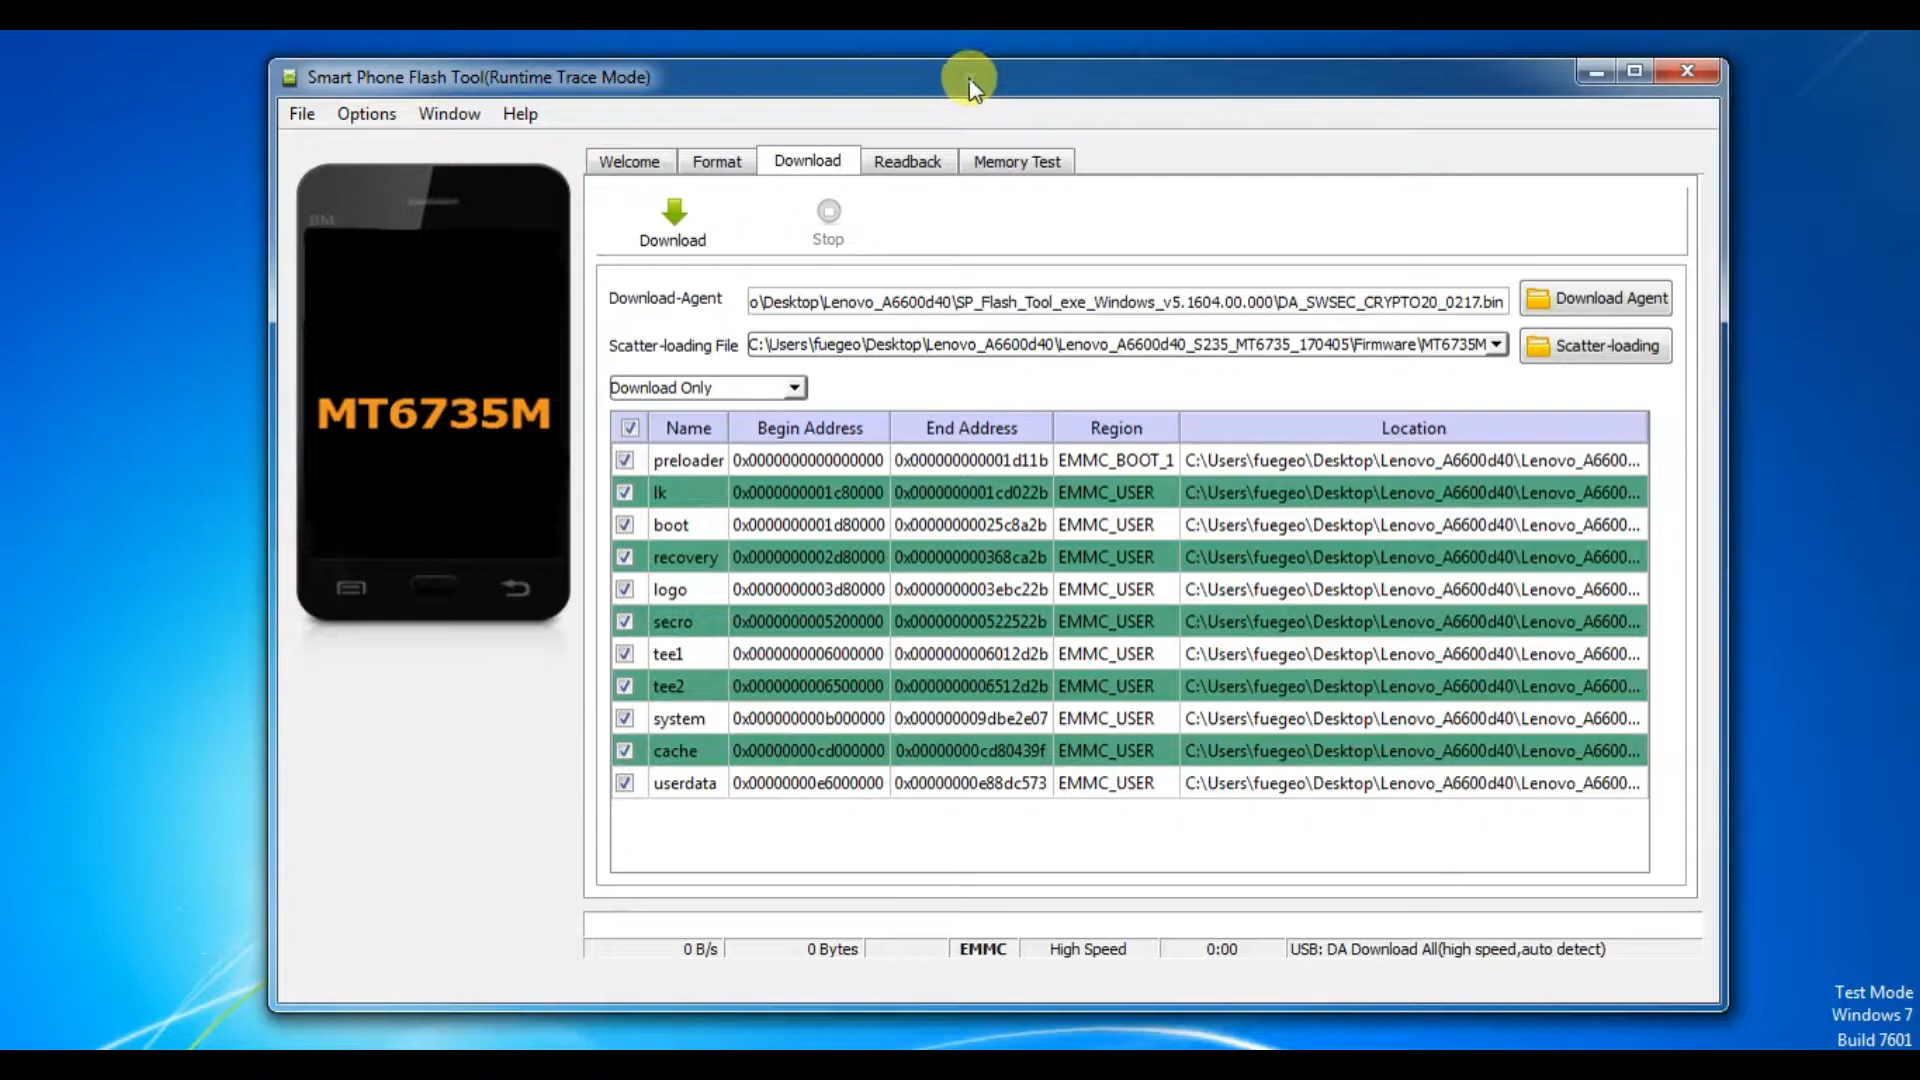 Smart Phone Flash Tool(Runtime Trace Mode)
File Options Window Help
Welcome Format Download Readback Memory Test
Download Stop
Download-Agent o\Desktop\Lenovo_A6600d40\SP_Flash_Tool_exe_Windows_v5.1604.00.000\DA_SWSEC_CRYPTO20_0217.bin Download Agent
Scatter-loading File C:\Users\fuegeo\Desktop\Lenovo_A6600d40\Lenovo_A6600d40_S235_MT6735_170405\Firmware\MT6735M Scatter-loading
Download Only
BM
MT6735M
Name Begin Address End Address Region Location
preloader 0x0000000000000000 0x000000000001d11b EMMC_BOOT_1 C:\Users\fuegeo\Desktop\Lenovo_A6600d40\Lenovo_A6600...
lk 0x0000000001c80000 0x0000000001cd022b EMMC_USER C:\Users\fuegeo\Desktop\Lenovo_A6600d40\Lenovo_A6600...
boot 0x0000000001d80000 0x00000000025c8a2b EMMC_USER C:\Users\fuegeo\Desktop\Lenovo_A6600d40\Lenovo_A6600...
recovery 0x0000000002d80000 0x000000000368ca2b EMMC_USER C:\Users\fuegeo\Desktop\Lenovo_A6600d40\Lenovo_A6600...
logo 0x0000000003d80000 0x0000000003ebc22b EMMC_USER C:\Users\fuegeo\Desktop\Lenovo_A6600d40\Lenovo_A6600...
secro 0x0000000005200000 0x000000000522522b EMMC_USER C:\Users\fuegeo\Desktop\Lenovo_A6600d40\Lenovo_A6600...
tee1 0x0000000006000000 0x0000000006012d2b EMMC_USER C:\Users\fuegeo\Desktop\Lenovo_A6600d40\Lenovo_A6600...
tee2 0x0000000006500000 0x0000000006512d2b EMMC_USER C:\Users\fuegeo\Desktop\Lenovo_A6600d40\Lenovo_A6600...
system 0x000000000b000000 0x000000009dbe2e07 EMMC_USER C:\Users\fuegeo\Desktop\Lenovo_A6600d40\Lenovo_A6600...
cache 0x00000000cd000000 0x00000000cd80439f EMMC_USER C:\Users\fuegeo\Desktop\Lenovo_A6600d40\Lenovo_A6600...
userdata 0x00000000e6000000 0x00000000e88dc573 EMMC_USER C:\Users\fuegeo\Desktop\Lenovo_A6600d40\Lenovo_A6600...
0 B/s 0 Bytes EMMC High Speed 0:00 USB: DA Download All(high speed,auto detect)
Test Mode
Windows 7
Build 7601